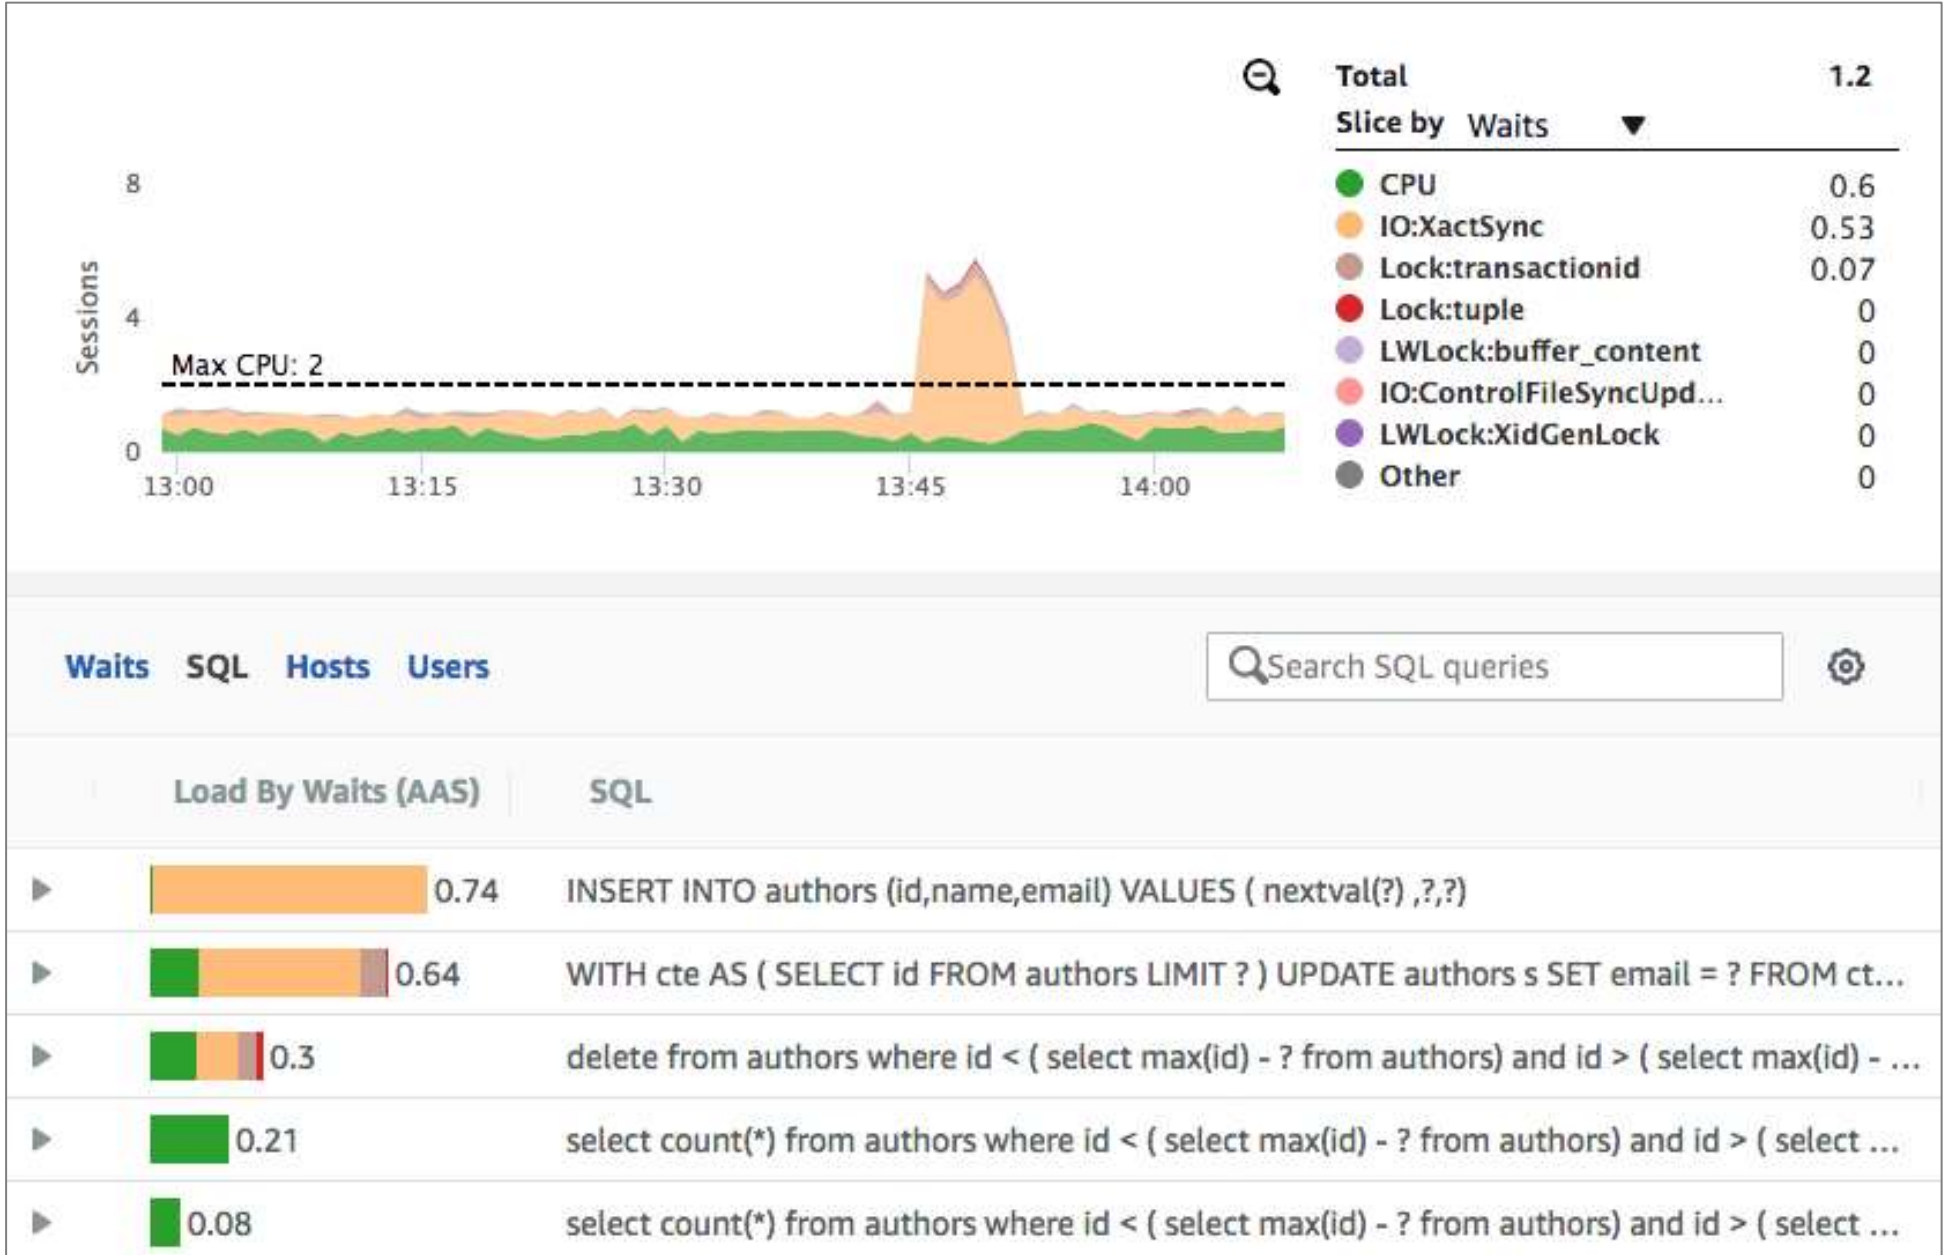 Total 1.2
Slice by Waits
8
4
0
Sessions
Max CPU: 2
13:00 13:15 13:30 13:45 14:00
CPU 0.6
IO:XactSync 0.53
Lock:transactionid 0.07
Lock:tuple 0
LWLock:buffer_content 0
IO:ControlFileSyncUpd... 0
LWLock:XidGenLock 0
Other 0
Waits SQL Hosts Users Search SQL queries
Load By Waits (AAS) SQL
0.74 INSERT INTO authors (id,name,email) VALUES ( nextval(?) ,?,?)
0.64 WITH cte AS ( SELECT id FROM authors LIMIT ? ) UPDATE authors s SET email = ? FROM ct...
0.3 delete from authors where id < ( select max(id) - ? from authors) and id > ( select max(id) - ...
0.21 select count(*) from authors where id < ( select max(id) - ? from authors) and id > ( select ...
0.08 select count(*) from authors where id < ( select max(id) - ? from authors) and id > ( select ...